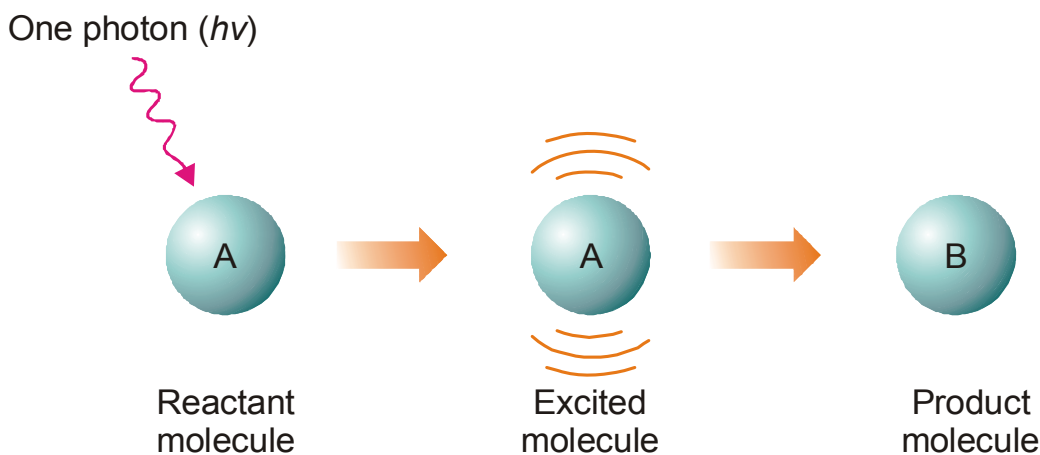 One photon (hv)
A
A
B
Reactant
molecule
Excited
molecule
Product
molecule